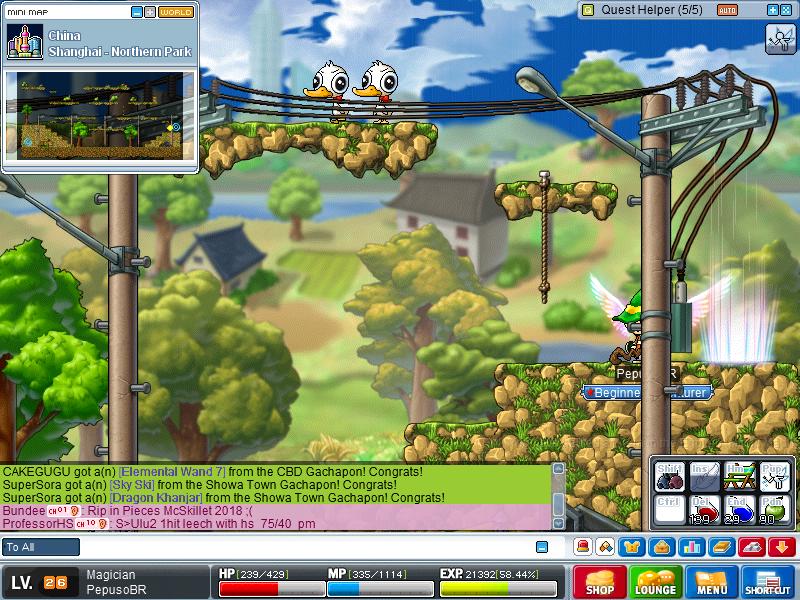 MINI MAP WORLD
China
Shanghai - Northern Park
Quest Helper (5/5) AUTO
PepusoBR
Beginner Adventurer
CAKEGUGU got a(n) [Elemental Wand 7] from the CBD Gachapon! Congrats!
SuperSora got a(n) [Sky Ski] from the Showa Town Gachapon! Congrats!
SuperSora got a(n) [Dragon Khanjar] from the Showa Town Gachapon! Congrats!
Bundee CH01 : Rip in Pieces McSkillet 2018 ;(
ProfessorHS CH10 : S>Ulu2 1hit leech with hs 75/40 pm
Shift Ins Hm Pup
Ctrl Del End Pdn
189 29 90
To All
LV. 26 Magician
PepusoBR
HP [239/429] MP [335/1114] EXP. 21392 [58.44%]
SHOP LOUNGE MENU SHORTCUT